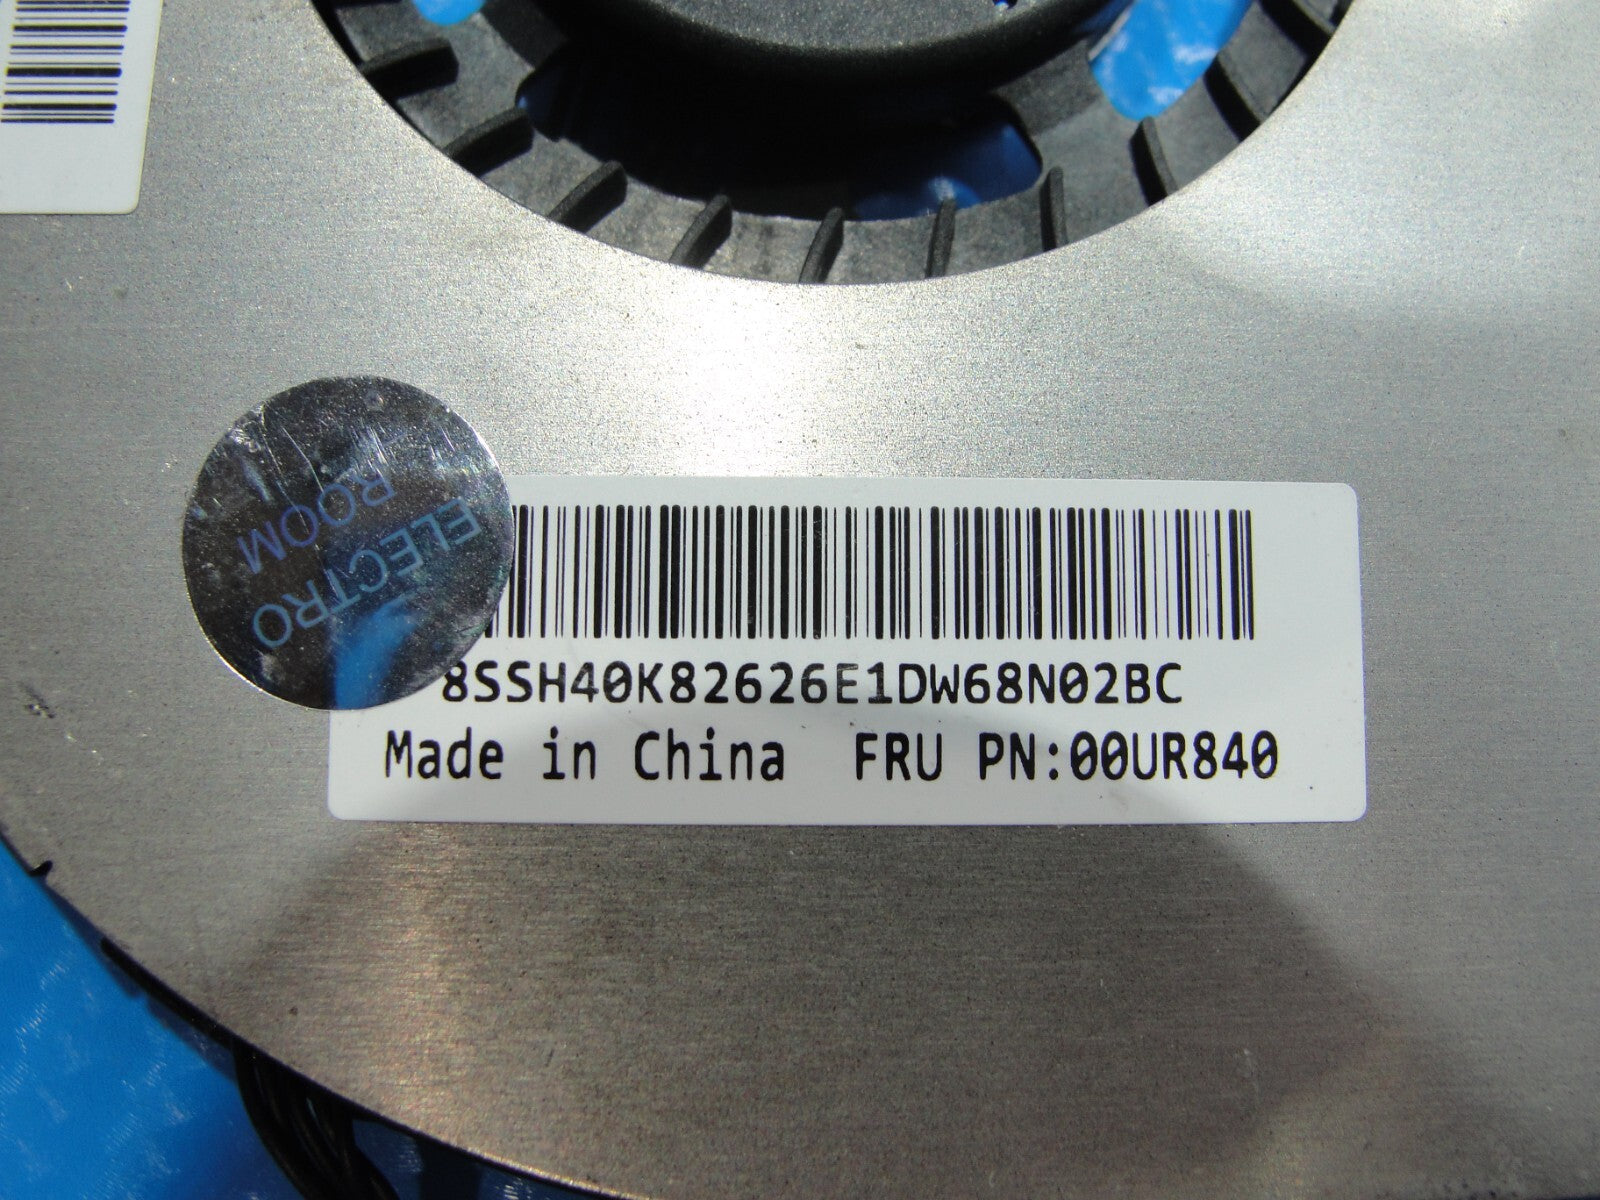 ELECTRO
ROOM
8SSH40K82626E1DW68N02BC
Made in China FRU PN:00UR840